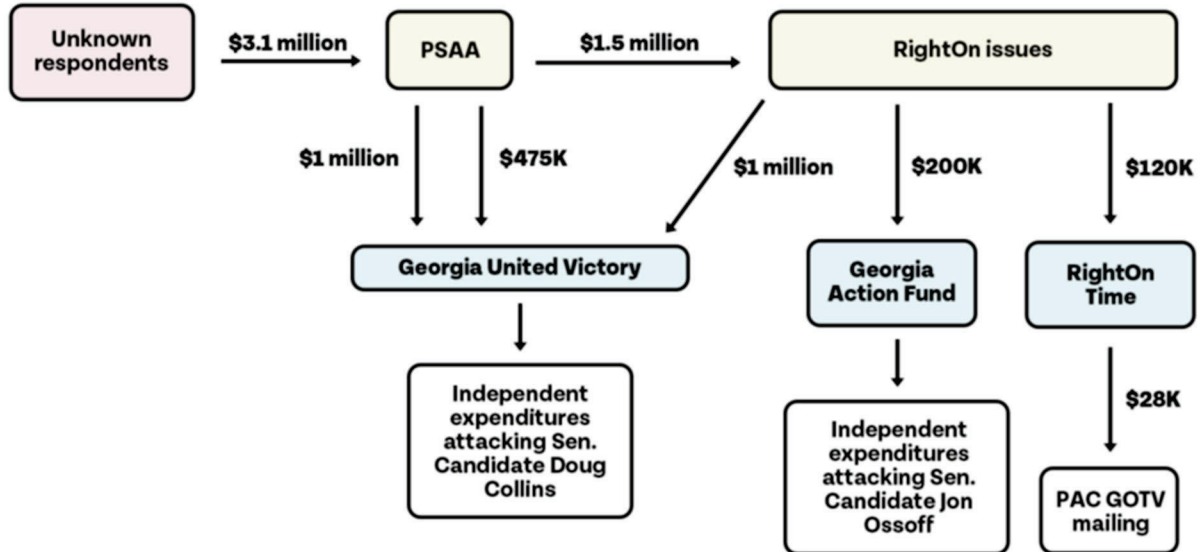 Unknown
respondents
$3.1 million
PSAA
$1.5 million
RightOn issues
$1 million
$475K
$1 million
$200K
$120K
Georgia United Victory
Georgia
Action Fund
RightOn
Time
Independent
expenditures
attacking Sen.
Candidate Doug
Collins
Independent
expenditures
attacking Sen.
Candidate Jon
Ossoff
$28K
PAC GOTV
mailing